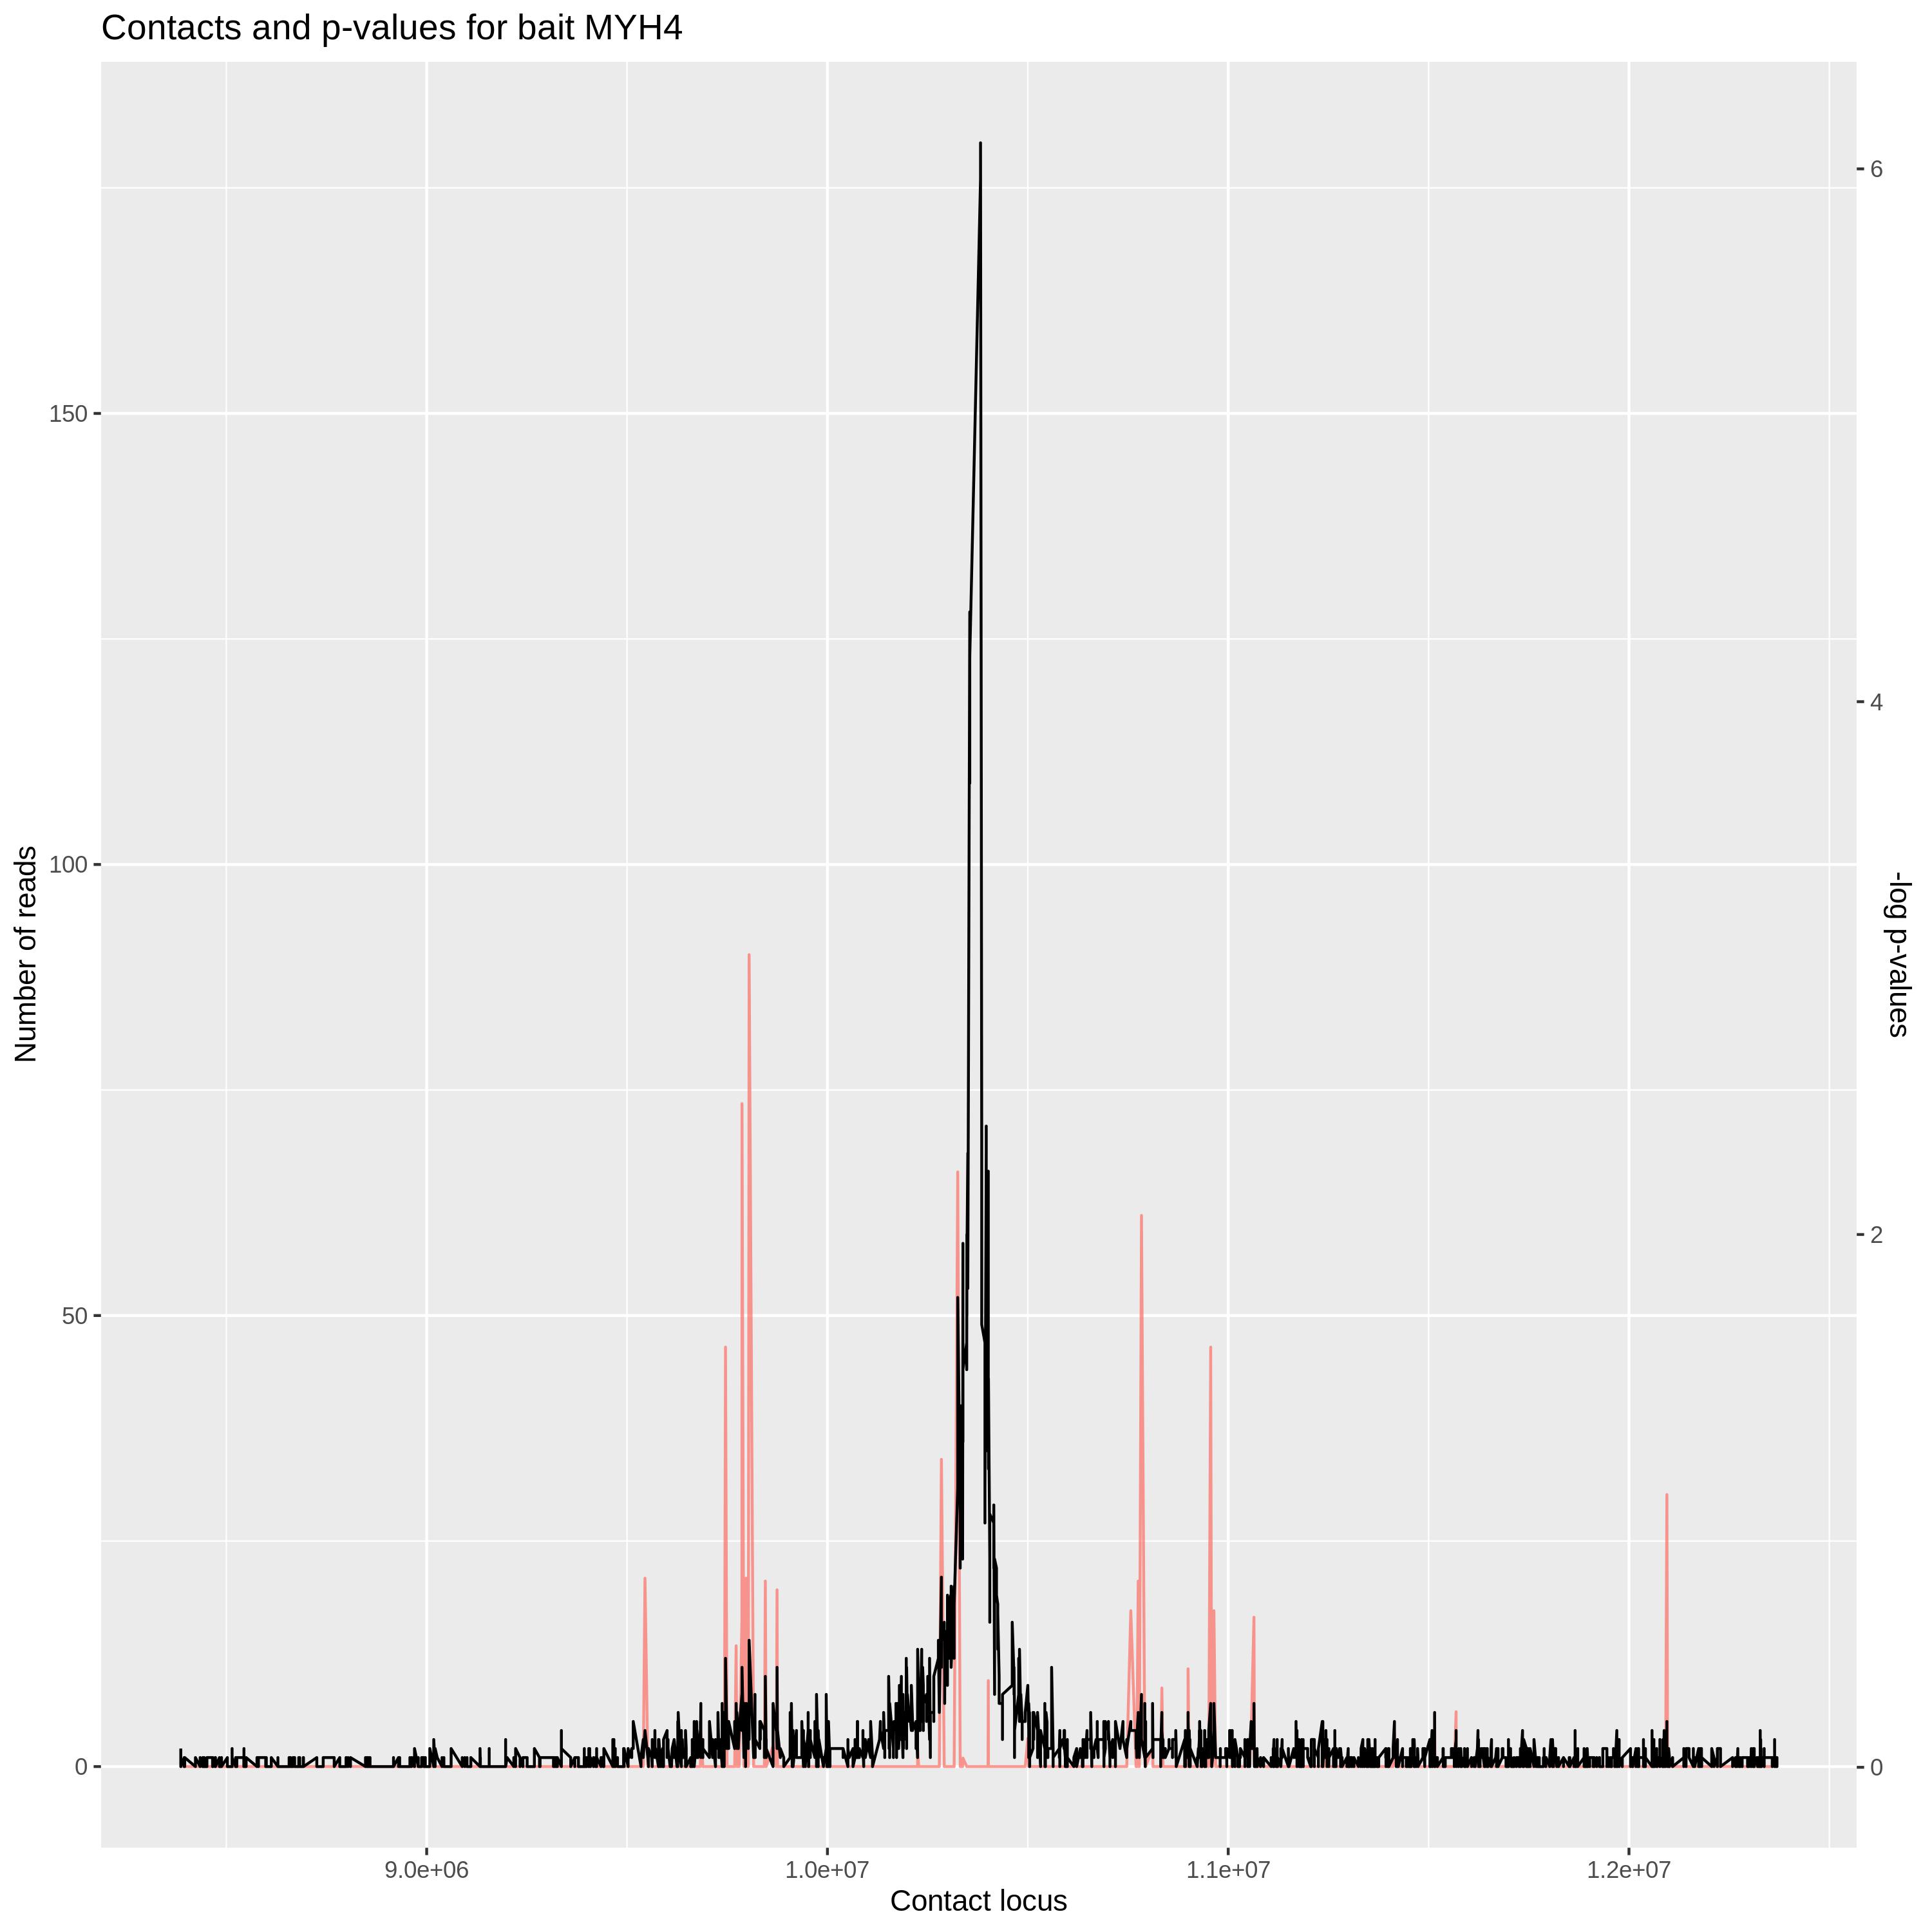 Contacts and p-values for bait MYH4
Number of reads
150
100
50
0
6
4
2
0
-log p-values
9.0e+06
1.0e+07
1.1e+07
1.2e+07
Contact locus